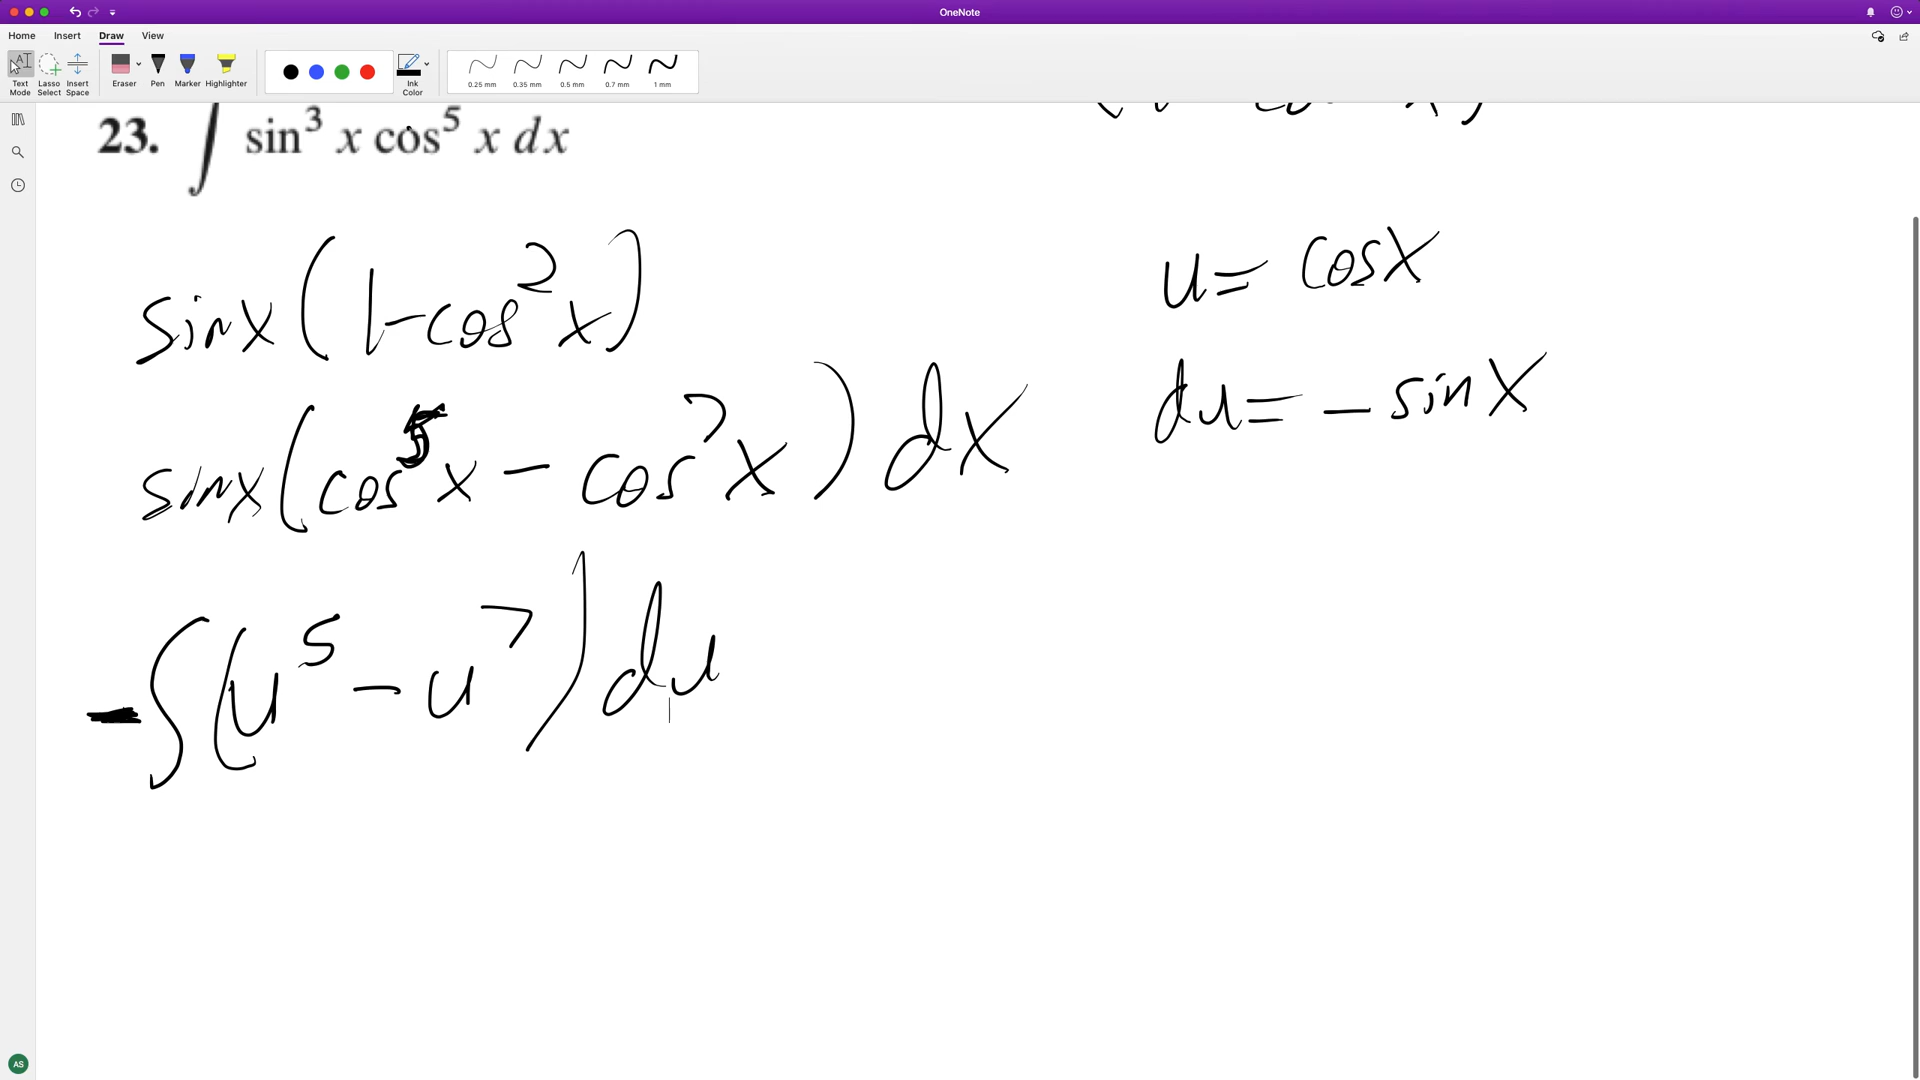 OneNote
Home Insert Draw View
Text Mode Lasso Select Insert Space Eraser Pen Marker Highlighter Ink Color 0.25 mm 0.35 mm 0.5 mm 0.7 mm 1 mm
23. ∫ sin³ x cos⁵ x dx
sinx(1-cos²x)
u= cosx
du= - sinx
sinx(cos⁵x - cos⁷x) dx
-∫(u⁵ - u⁷)du
AS